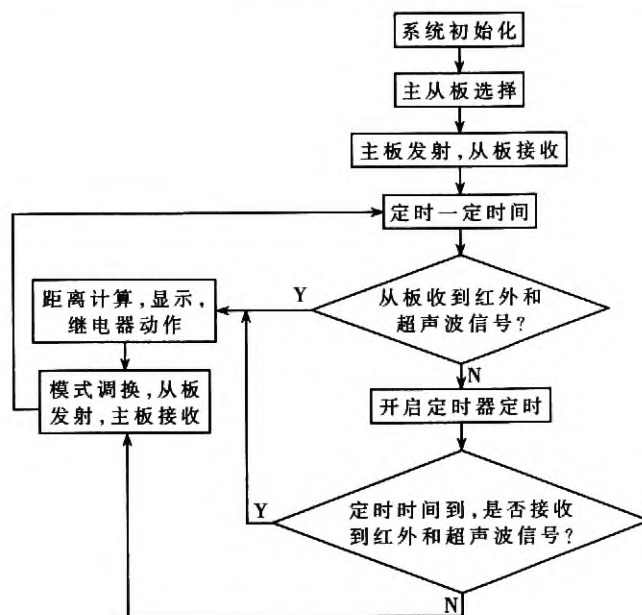 系统初始化
主从板选择
主板发射,从板接收
定时一定时间
从板收到红外和
超声波信号?
Y
距离计算,显示,
继电器动作
模式调换,从板
发射,主板接收
N
开启定时器定时
定时时间到,是否接收
到红外和超声波信号?
Y
N